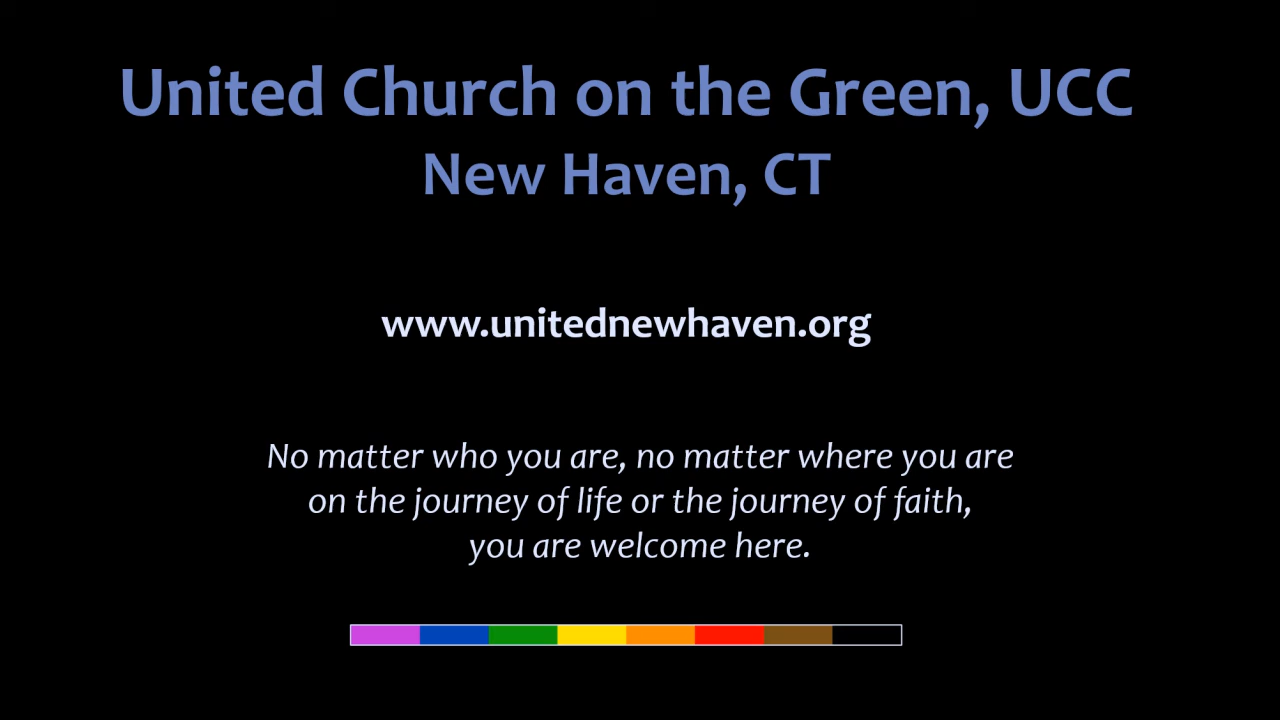 United Church on the Green, UCC
New Haven, CT
www.unitednewhaven.org
No matter who you are, no matter where you are
on the journey of life or the journey of faith,
you are welcome here.